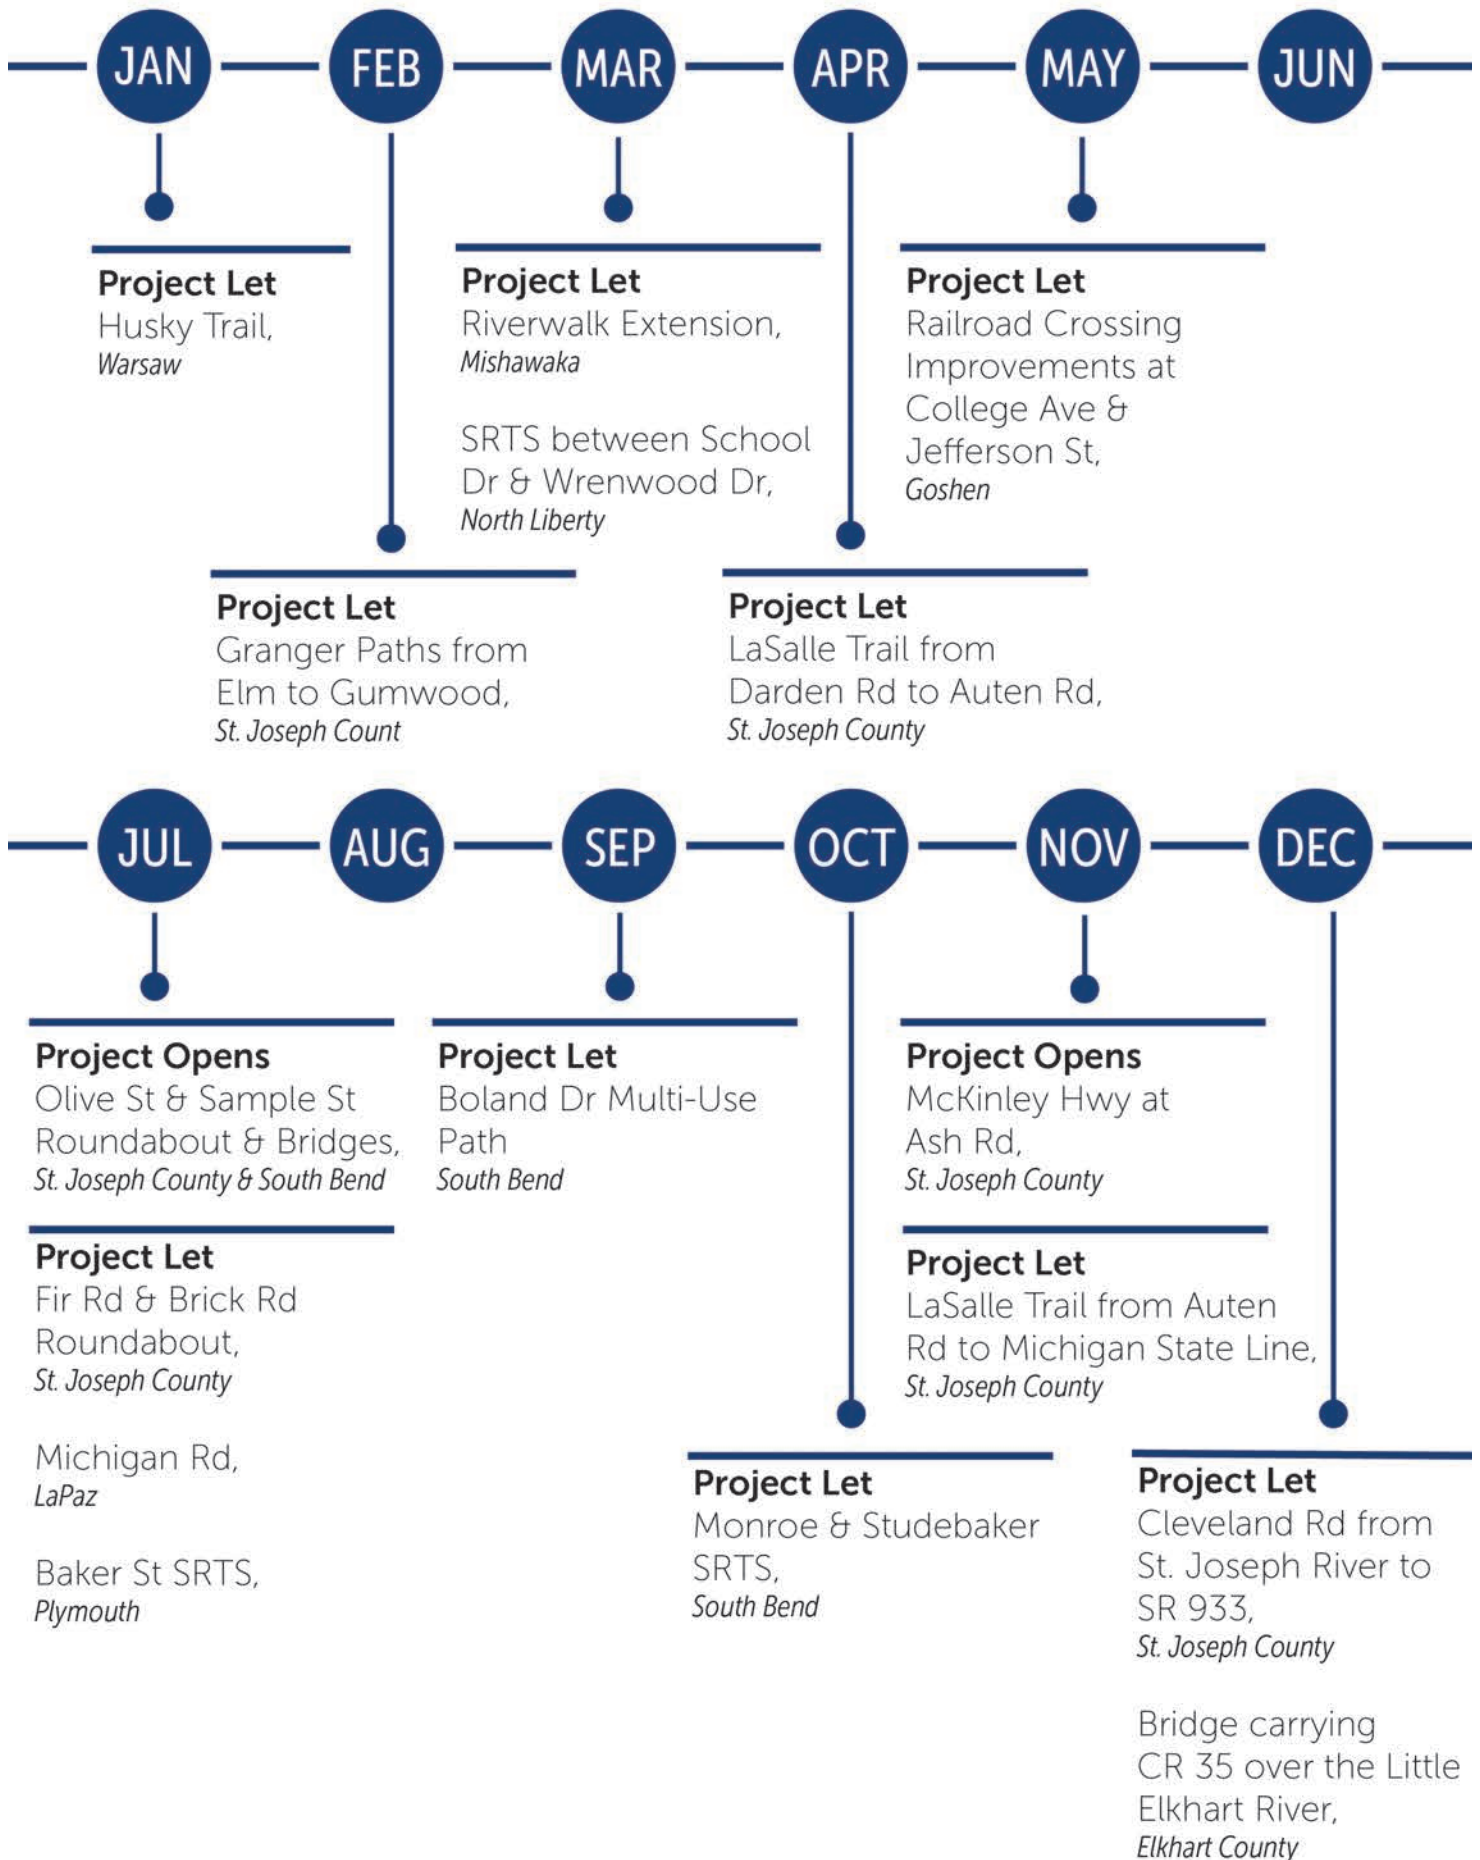 JAN
FEB
MAR
APR
MAY
JUN
Project Let
Husky Trail,
Warsaw
Project Let
Granger Paths from
Elm to Gumwood,
St. Joseph Count
Project Let
Riverwalk Extension,
Mishawaka
SRTS between School
Dr & Wrenwood Dr,
North Liberty
Project Let
LaSalle Trail from
Darden Rd to Auten Rd,
St. Joseph County
Project Let
Railroad Crossing
Improvements at
College Ave &
Jefferson St,
Goshen
JUL
AUG
SEP
OCT
NOV
DEC
Project Opens
Olive St & Sample St
Roundabout & Bridges,
St. Joseph County & South Bend
Project Let
Fir Rd & Brick Rd
Roundabout,
St. Joseph County
Michigan Rd,
LaPaz
Baker St SRTS,
Plymouth
Project Let
Boland Dr Multi-Use
Path
South Bend
Project Let
Monroe & Studebaker
SRTS,
South Bend
Project Opens
McKinley Hwy at
Ash Rd,
St. Joseph County
Project Let
LaSalle Trail from Auten
Rd to Michigan State Line,
St. Joseph County
Project Let
Cleveland Rd from
St. Joseph River to
SR 933,
St. Joseph County
Bridge carrying
CR 35 over the Little
Elkhart River,
Elkhart County